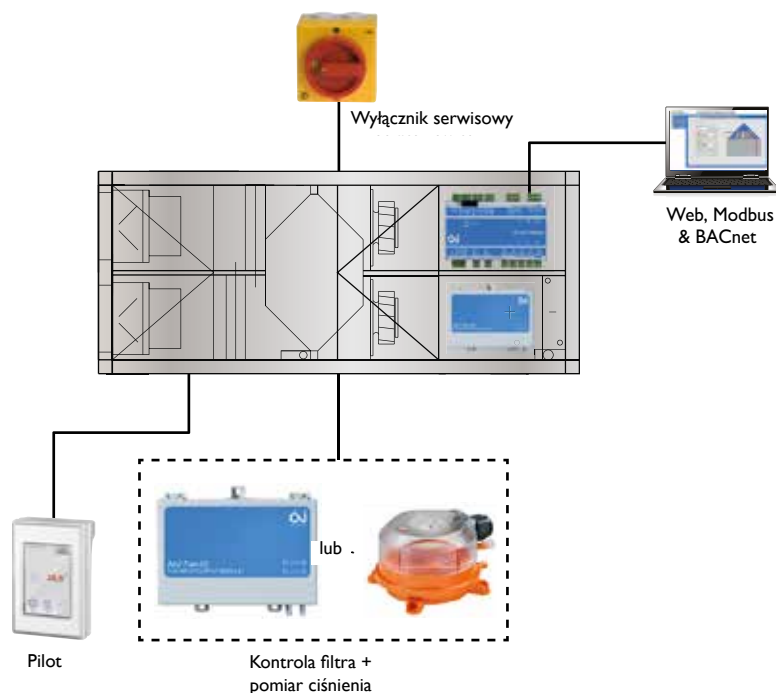 Wyłącznik serwisowy
Web, Modbus
& BACnet
lub .
Pilot
Kontrola filtra +
pomiar ciśnienia